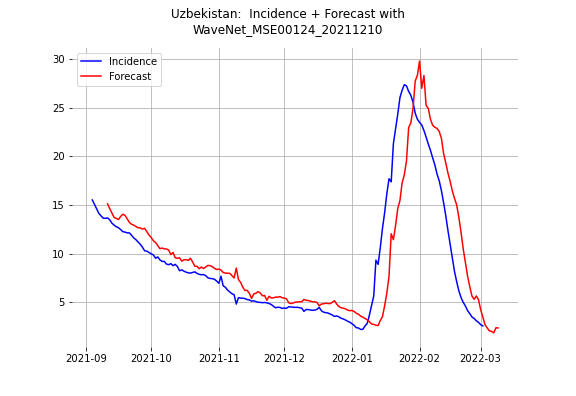 Uzbekistan:  Incidence + Forecast with
WaveNet_MSE00124_20211210
Incidence
Forecast
30
25
20
15
10
5
2021-09 2021-10 2021-11 2021-12 2022-01 2022-02 2022-03